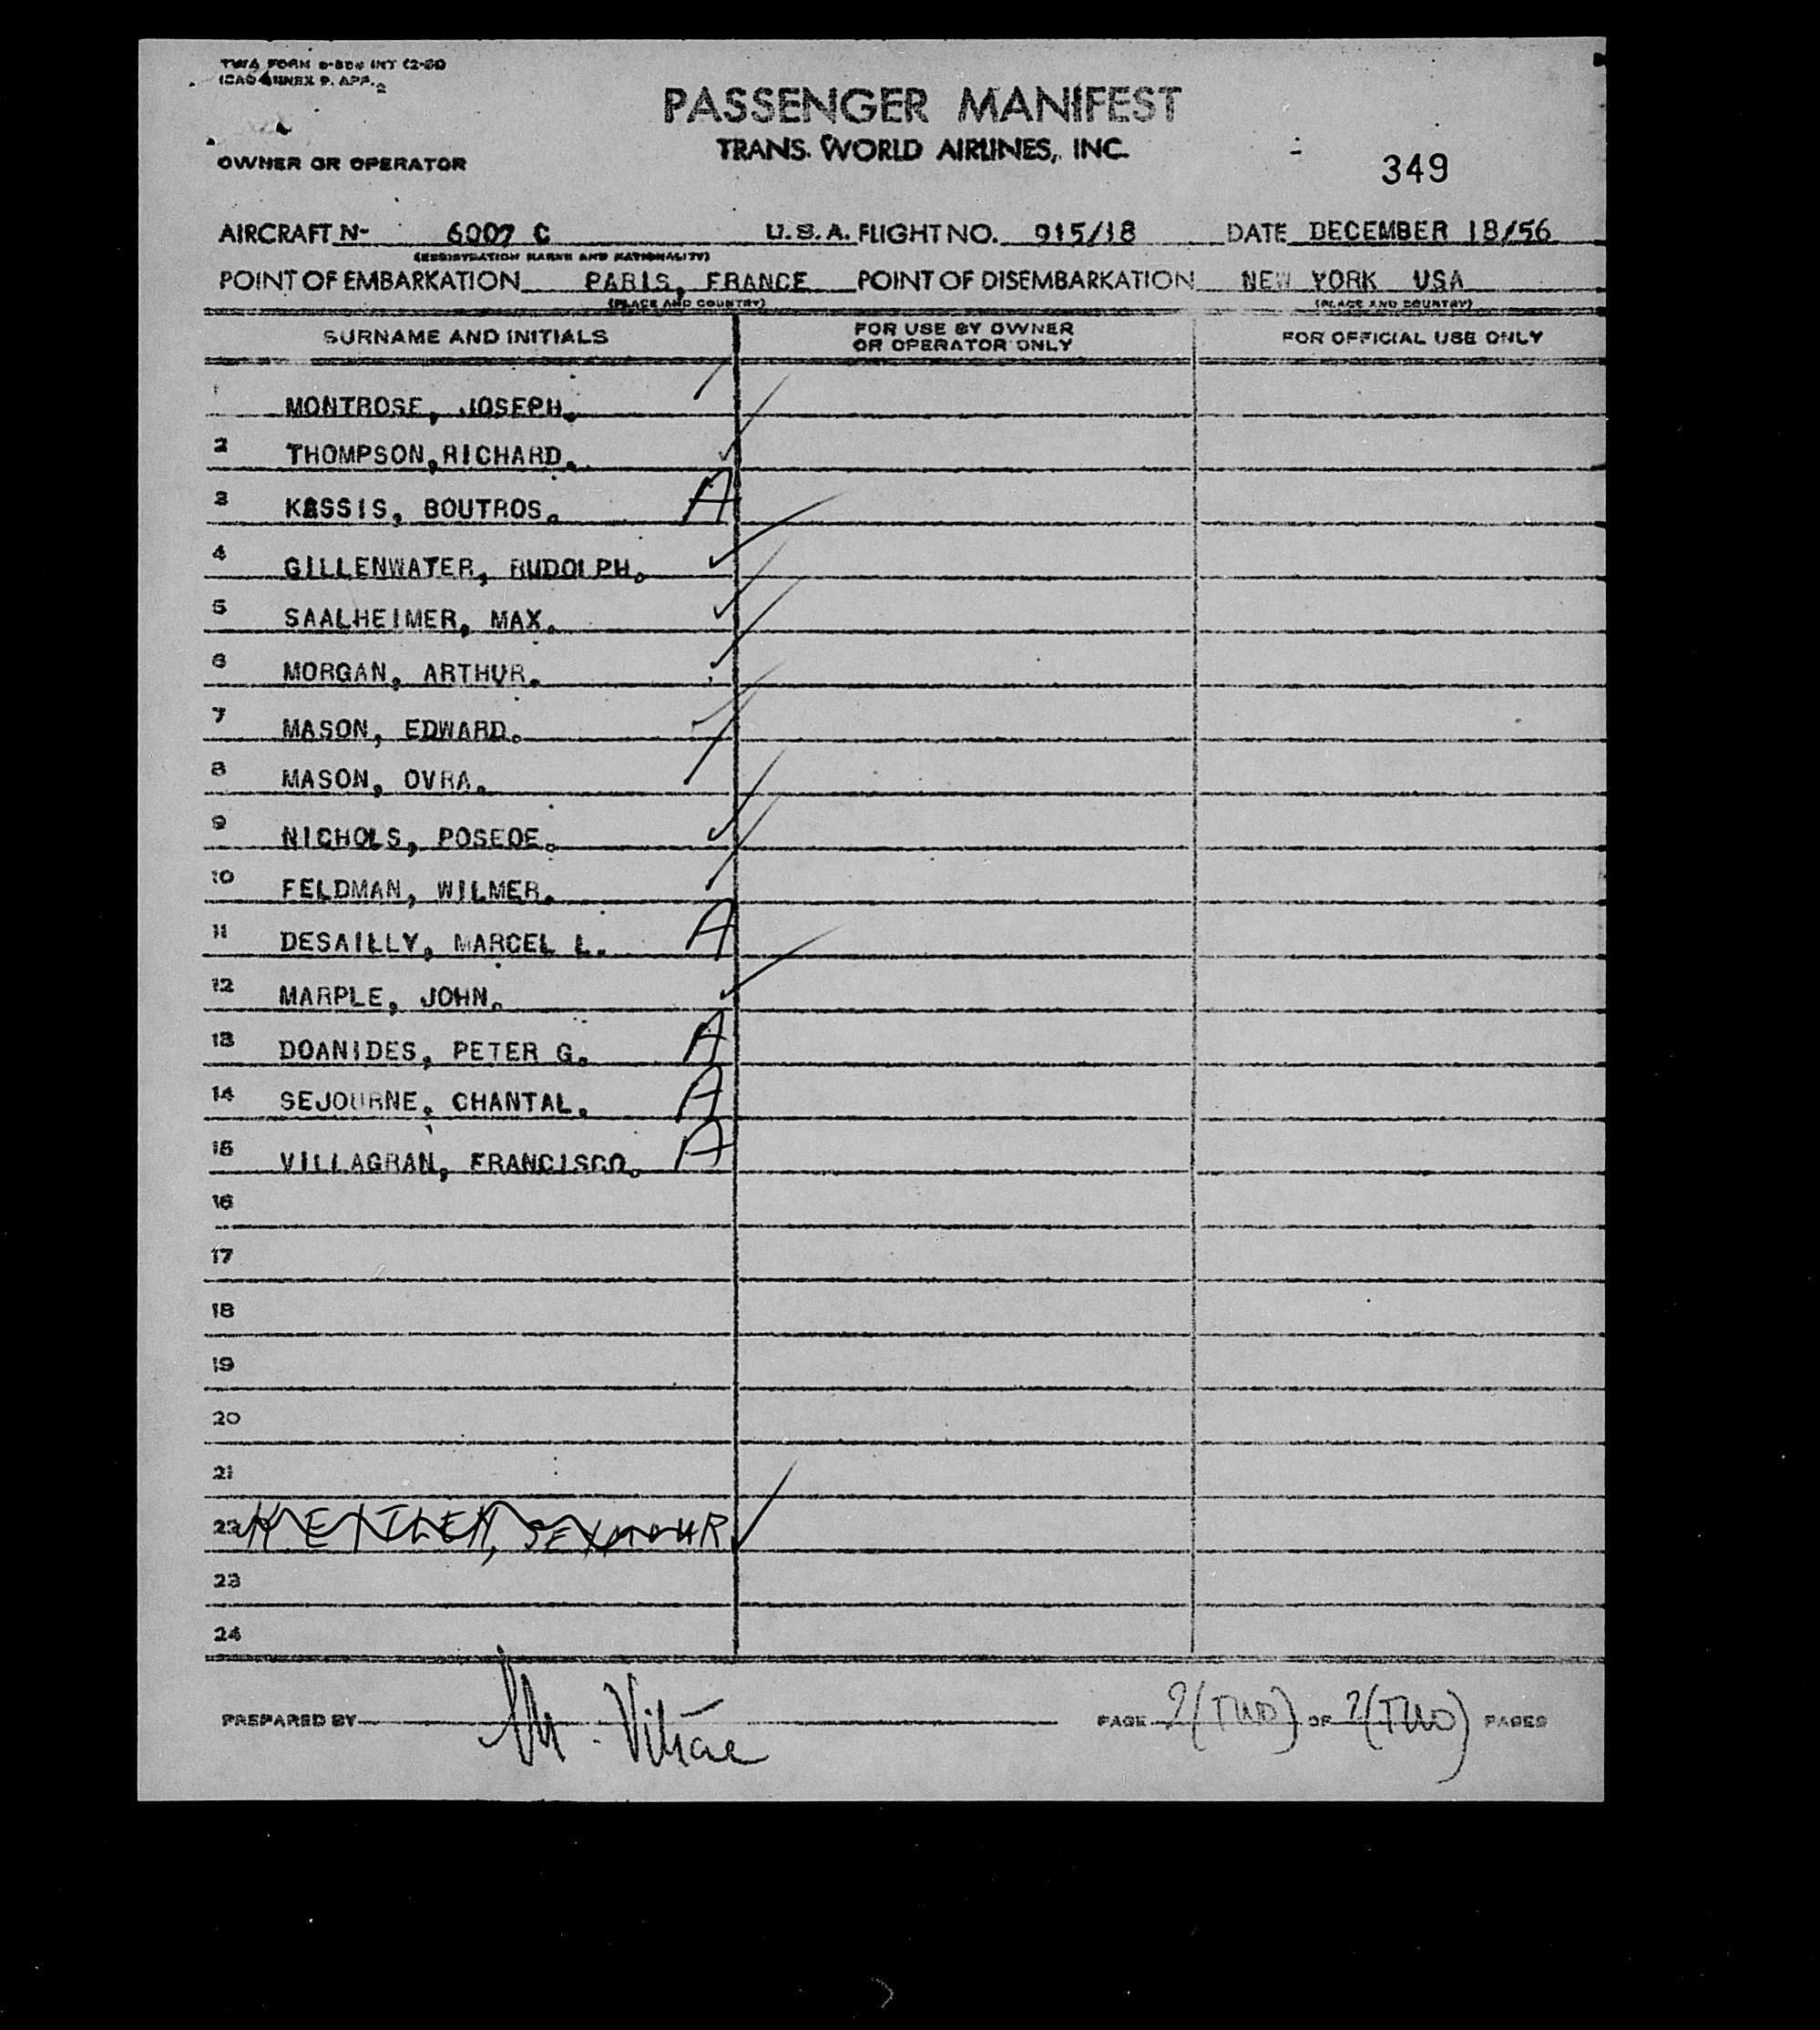 OWNER OR OPERATOR
PASSENGER MANIFEST
TRANS WORLD AIRLINES, INC.
349
AIRCRAFT N- 6007 C U.S.A. FLIGHT NO. 915/18 DATE DECEMBER 18/56
(REGISTRATION MARKS AND NATIONALITY)
POINT OF EMBARKATION PARIS, FRANCE POINT OF DISEMBARKATION NEW YORK USA
(PLACE AND COUNTRY) (PLACE AND COUNTRY)
SURNAME AND INITIALS FOR USE BY OWNER OR OPERATOR ONLY FOR OFFICIAL USE ONLY
1 MONTROSE, JOSEPH.
2 THOMPSON, RICHARD.
3 KASSIS, BOUTROS. A
4 GILLENWATER, RUDOLPH.
5 SAALHEIMER, MAX.
6 MORGAN, ARTHUR.
7 MASON, EDWARD.
8 MASON, OVRA.
9 NICHOLS, POSEOE.
10 FELDMAN, WILMER.
11 DESAILLY, MARCEL L. A
12 MARPLE, JOHN.
13 DOANIDES, PETER G. A
14 SEJOURNE, CHANTAL. A
15 VILLAGRAN, FRANCISCO. A
16
17
18
19
20
21
22 SEYMOUR
23
24
PREPARED BY PAGE 2 (TWO) OF 2 (TWO) PAGES